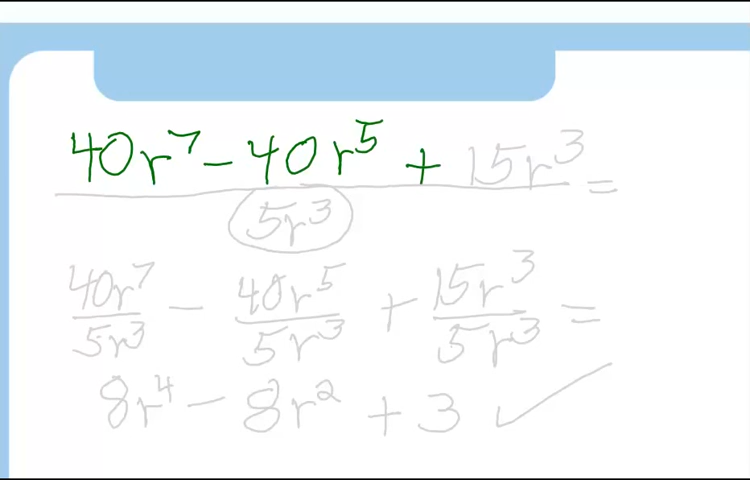 40r⁷ - 40r⁵ + 15r³ =
5r³
40r⁷ - 40r⁵ + 15r³ =
5r³ 5r³ 5r³
8r⁴ - 8r² + 3 ✓